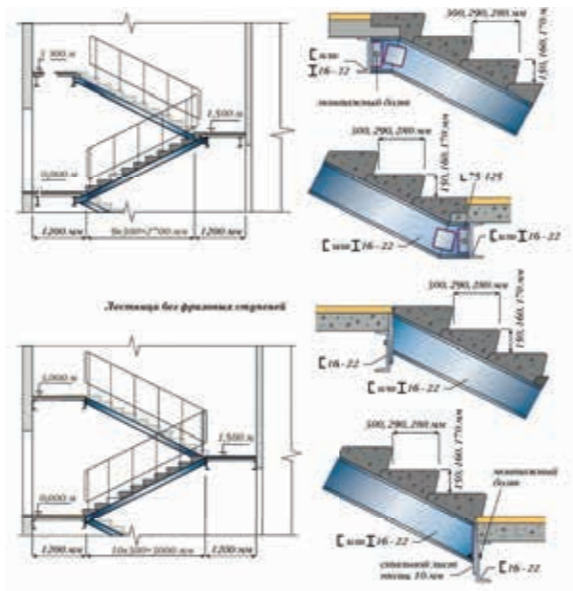 300, 290, 280 мм
150, 160, 170 мм
[ или
I 16-22
монтажный болт
1,500 м
0,000 м
1200 мм
1200 мм
300, 290, 280 мм
150, 160, 170 мм
∟75 125
[ или I 16-22
[ или I 16-22
Лестница без фризовых ступеней
300, 290, 280 мм
150, 160, 170 мм
[ 16-22
[ или I 16-22
3,000 м
1,500 м
0,000 м
1200 мм
10х300=3000 мм
1200 мм
300, 290, 280 мм
150, 160, 170 мм
монтажный
болт
[ или I 16-22
стальной лист
толщ. 10 мм
[ 16-22